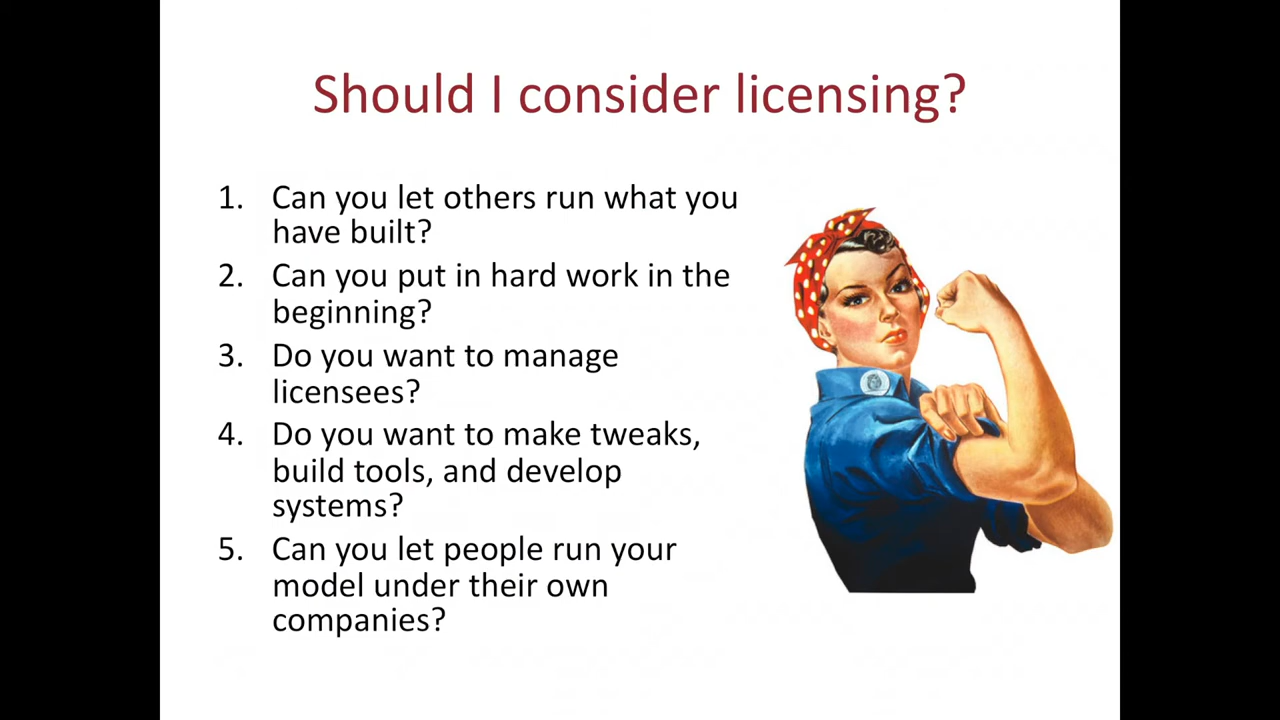 Should I consider licensing?
1. Can you let others run what you
have built?
2. Can you put in hard work in the
beginning?
3. Do you want to manage
licensees?
4. Do you want to make tweaks,
build tools, and develop
systems?
5. Can you let people run your
model under their own
companies?